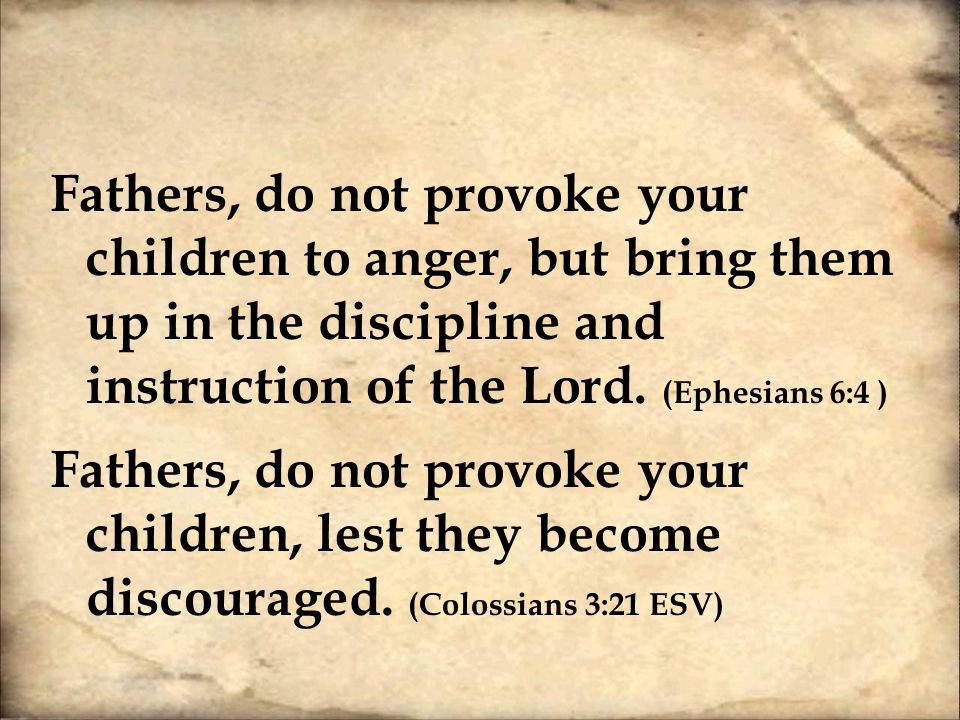 Fathers, do not provoke your
children to anger, but bring them
up in the discipline and
instruction of the Lord. (Ephesians 6:4 )
Fathers, do not provoke your
children, lest they become
discouraged. (Colossians 3:21 ESV)